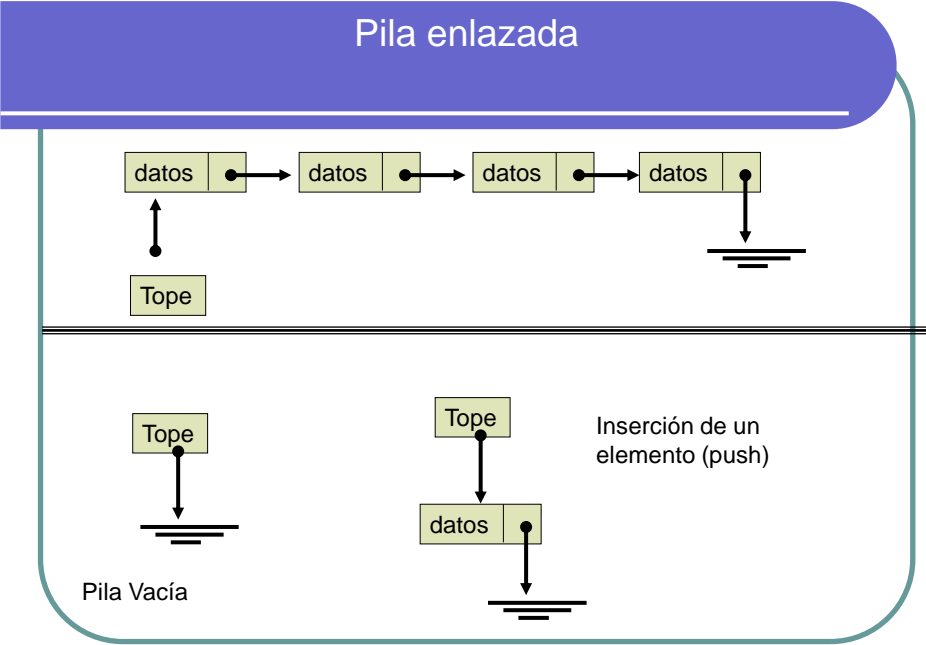 Pila enlazada
datos
datos
datos
datos
Tope
Tope
Tope
Inserción de un
elemento (push)
datos
Pila Vacía